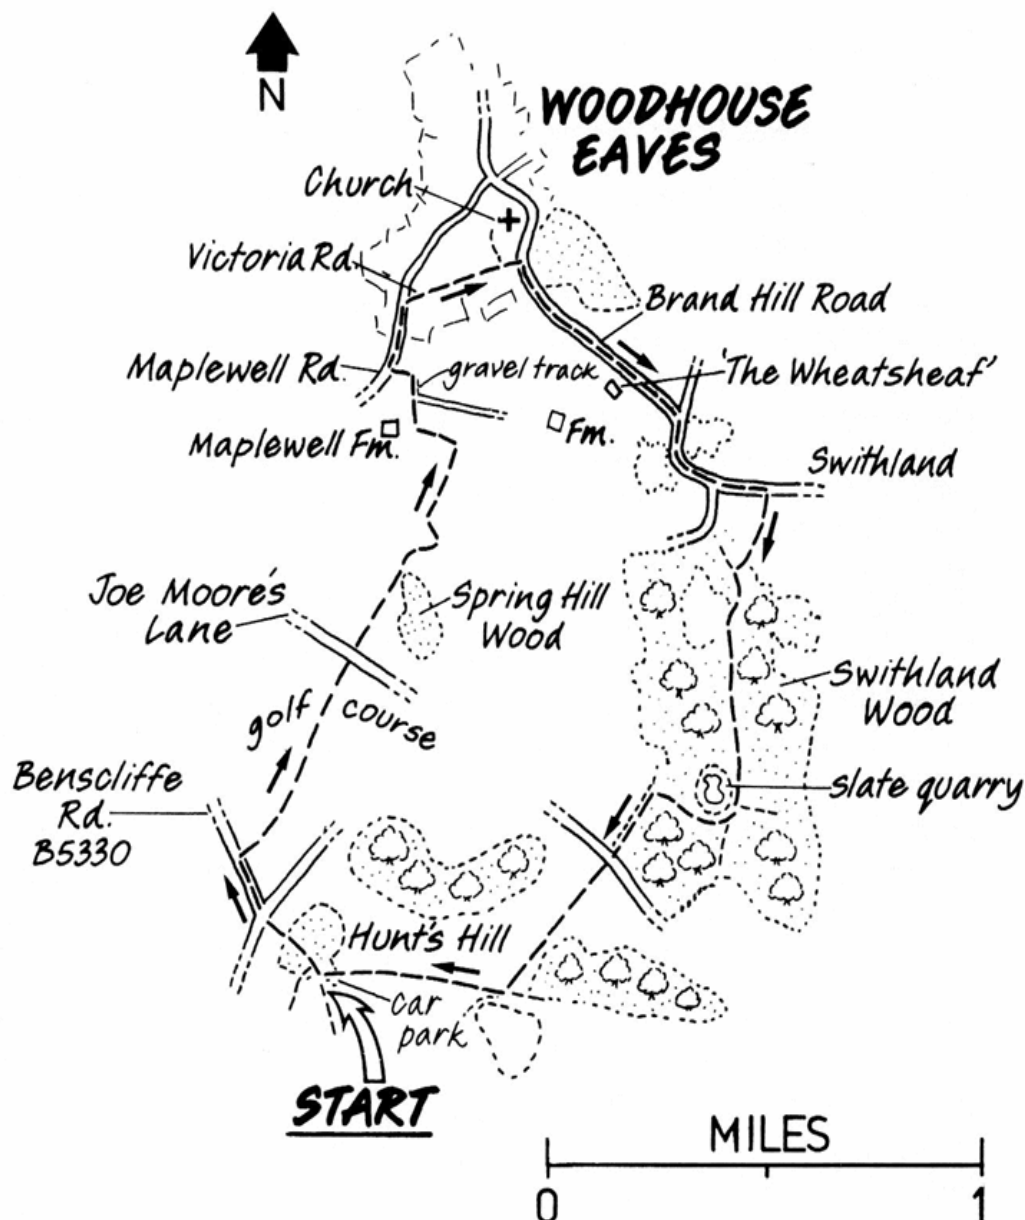 N
WOODHOUSE
EAVES
Church
Victoria Rd.
Brand Hill Road
Maplewell Rd.
gravel track
'The Wheatsheaf'
Maplewell Fm.
Fm.
Swithland
Joe Moore's
Lane
Spring Hill
Wood
Swithland
Wood
golf course
Benscliffe
Rd.
B5330
slate quarry
Hunt's Hill
car
park
START
MILES
0
1